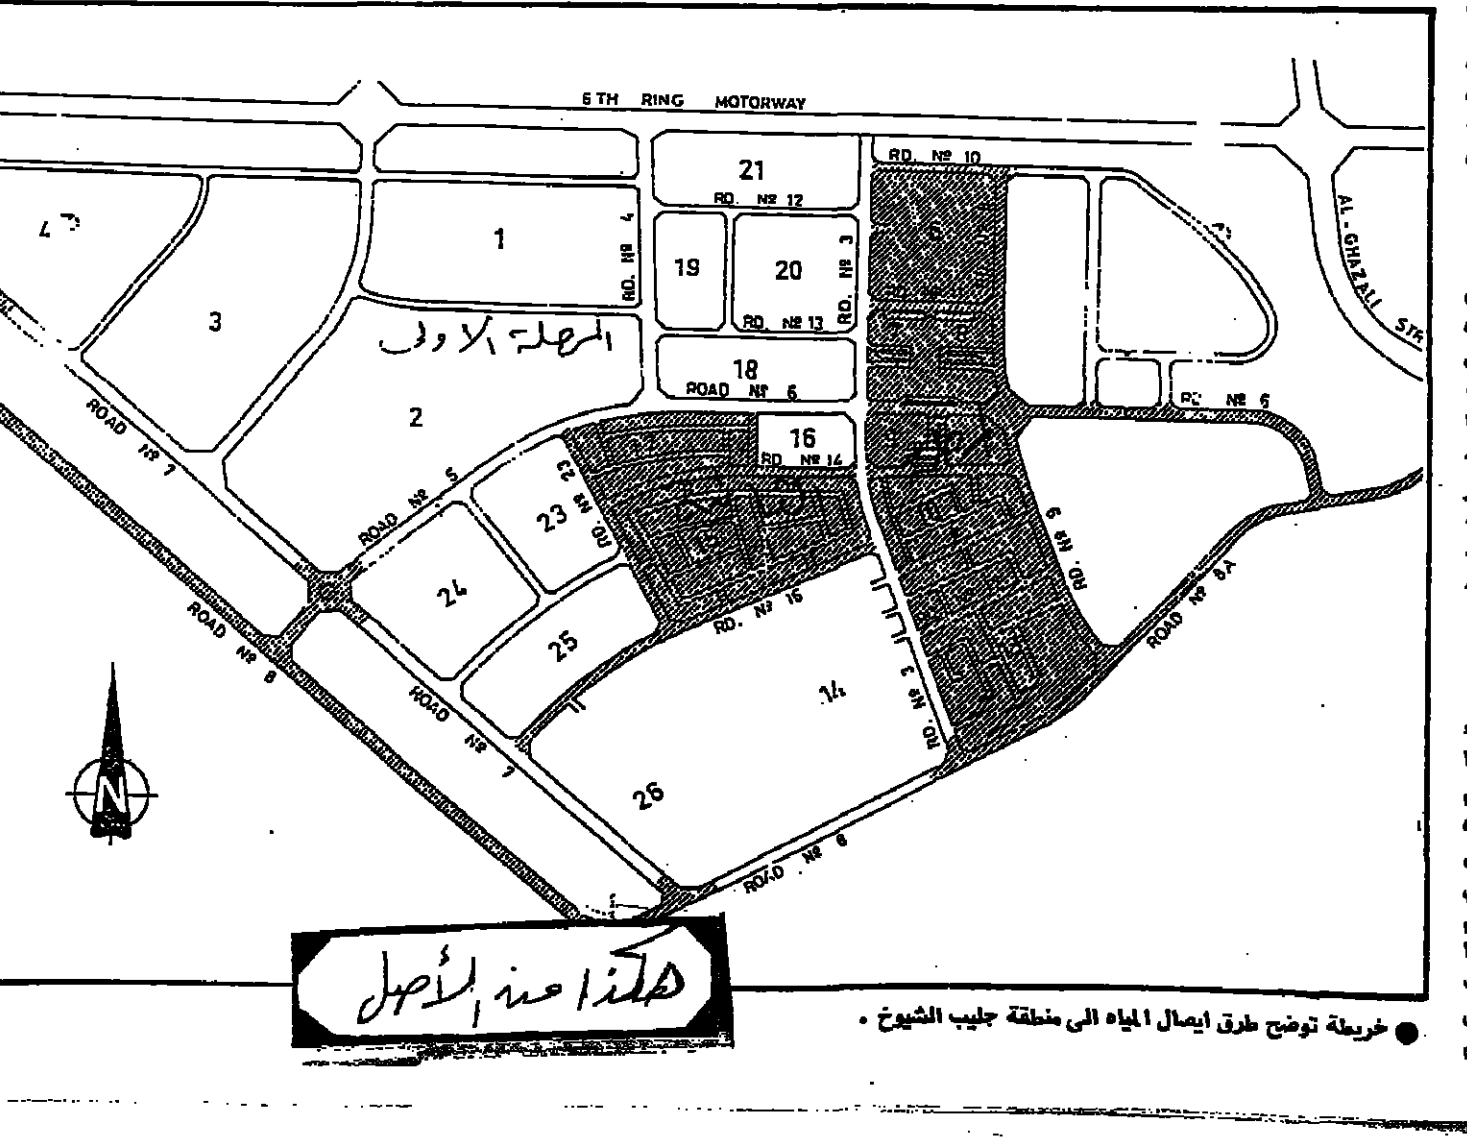 6 TH RING MOTORWAY
RD. Nº 10
21
RD. Nº 12
4
3
1
RD. Nº 4
19
20
RD. Nº 3
RD. Nº 13
AL-GHAZALI STR
المرحلة الاولى
18
ROAD Nº 6
RD Nº 6
2
16
RD. Nº 14
ROAD Nº 7
ROAD Nº 5
23
RD. Nº 23
24
25
RD. Nº 16
RD. Nº 9
ROAD Nº 8A
ROAD Nº 8
ROAD Nº 7
14
RD. Nº 3
26
N
ROAD Nº 8
هكذا من الأصل
خريطة توضح طرق ايصال المياه الى منطقة جليب الشيوخ .